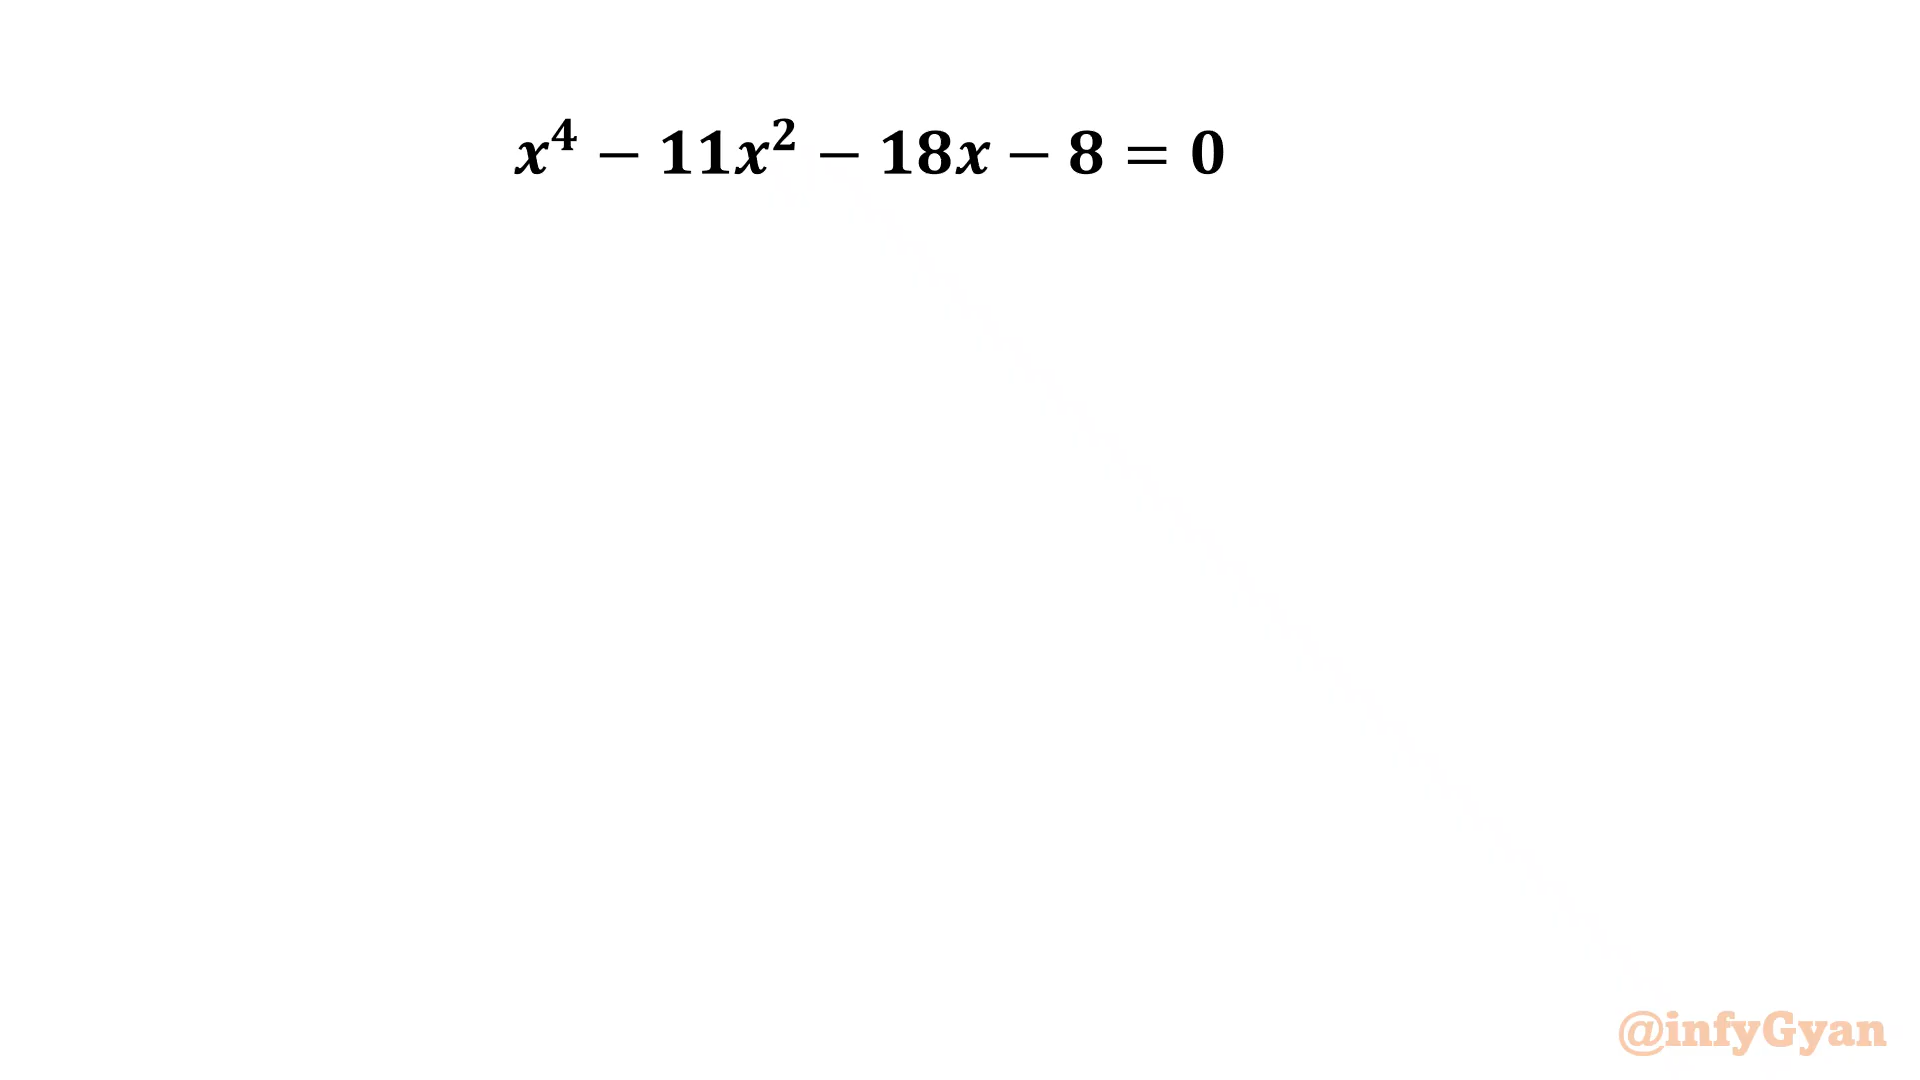 x⁴ − 11x² − 18x − 8 = 0
@infyGyan